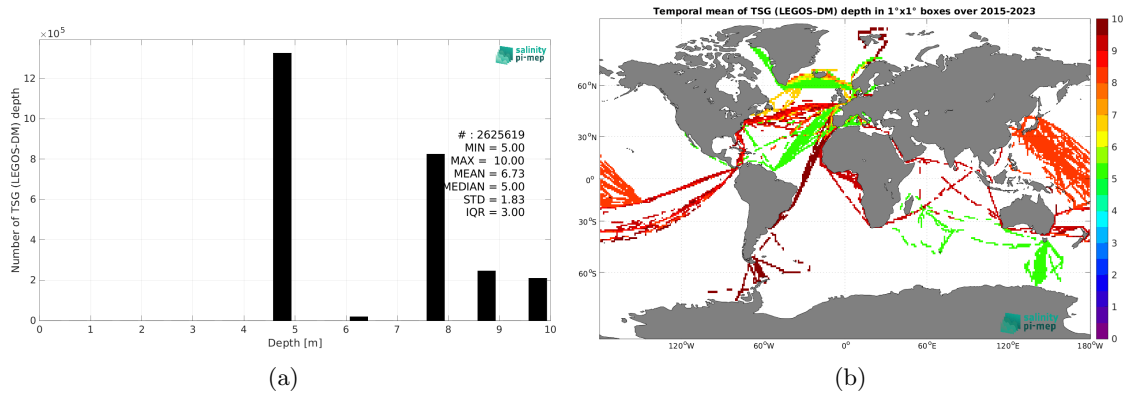 ×10⁵
12
10
8
6
4
2
0
0 1 2 3 4 5 6 7 8 9 10
Depth [m]
Number of TSG (LEGOS-DM) depth
salinity
pi-mep
# : 2625619
MIN = 5.00
MAX = 10.00
MEAN = 6.73
MEDIAN = 5.00
STD = 1.83
IQR = 3.00
(a)
Temporal mean of TSG (LEGOS-DM) depth in 1°x1° boxes over 2015-2023
60°N
30°N
0°
30°S
60°S
120°W 60°W 0° 60°E 120°E 180°W
salinity
pi-mep
10
9
8
7
6
5
4
3
2
1
0
(b)